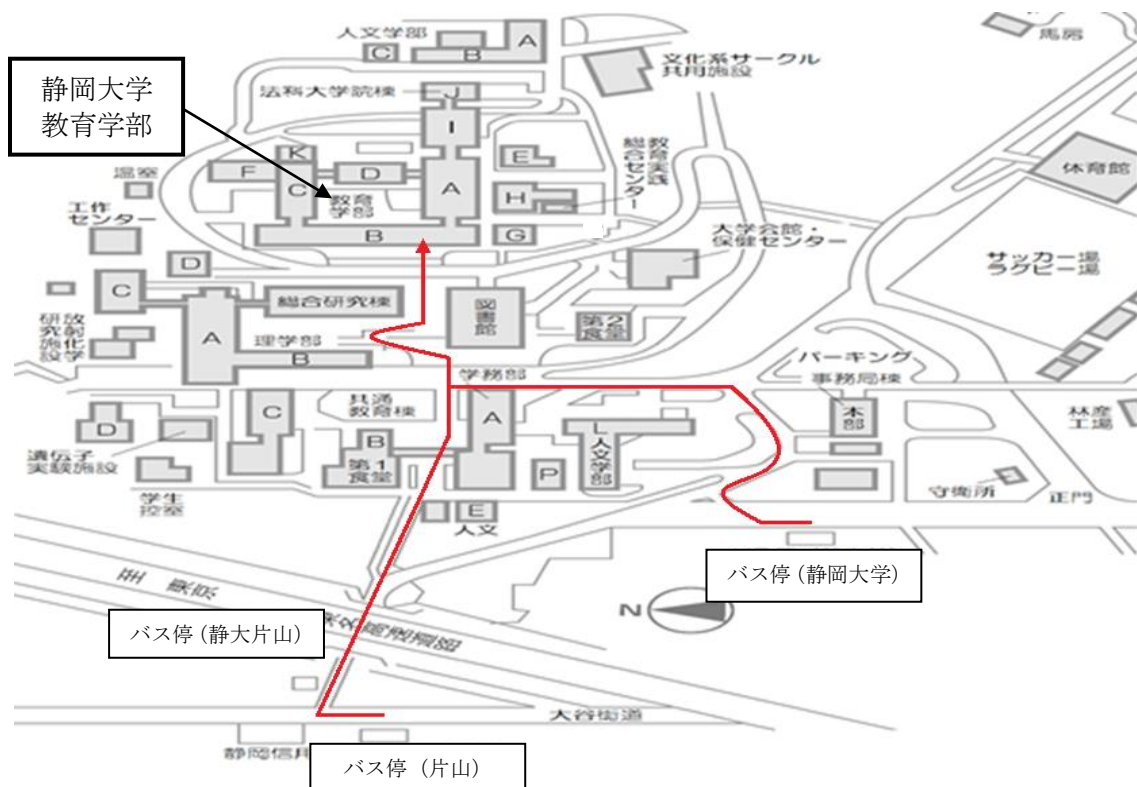 人文学部
C
B
A
文化系サークル
共用施設
馬房
静岡大学
教育学部
法科大学院棟
J
I
教育実践
総合センター
体育館
K
F
D
E
温室
C
教育
学部
A
H
工作
センター
B
G
大学会館・
保健センター
サッカー場
ラグビー場
D
C
総合研究棟
図書館
第2
食堂
A
理学部
B
学務部
パーキング
事務局棟
C
共通
教育棟
A
本部
林産
工場
D
B
L
人文学部
遺伝子
実験施設
第1
食堂
P
学生
控室
E
人文
守衛所
正門
バス停(静岡大学)
至 東京
N
バス停(静大片山)
大谷街道
静岡信用
バス停 (片山)